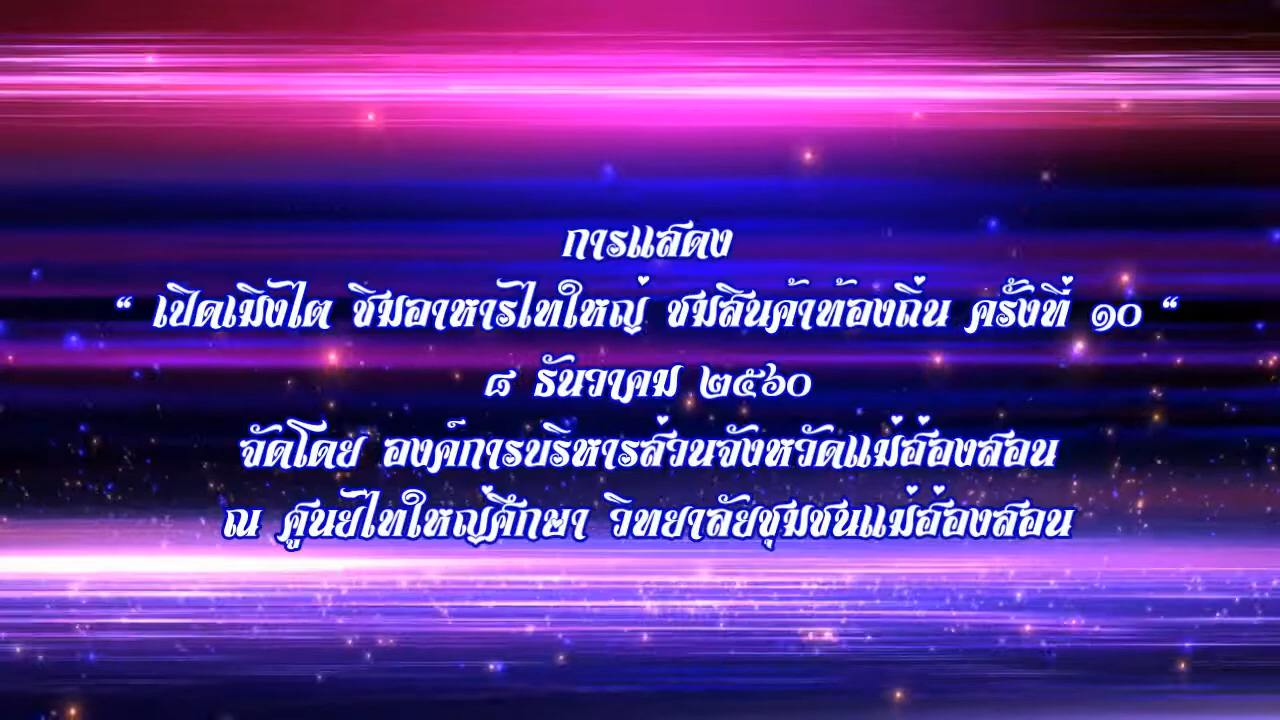 การแสดง
“ เปิดเมิงไต ชิมอาหารไทใหญ่ ชมสินค้าท้องถิ่น ครั้งที่ ๑๐ “
๘ ธันวาคม ๒๕๖๐
จัดโดย องค์การบริหารส่วนจังหวัดแม่ฮ่องสอน
ณ ศูนย์ไทใหญ่ศึกษา วิทยาลัยชุมชนแม่ฮ่องสอน